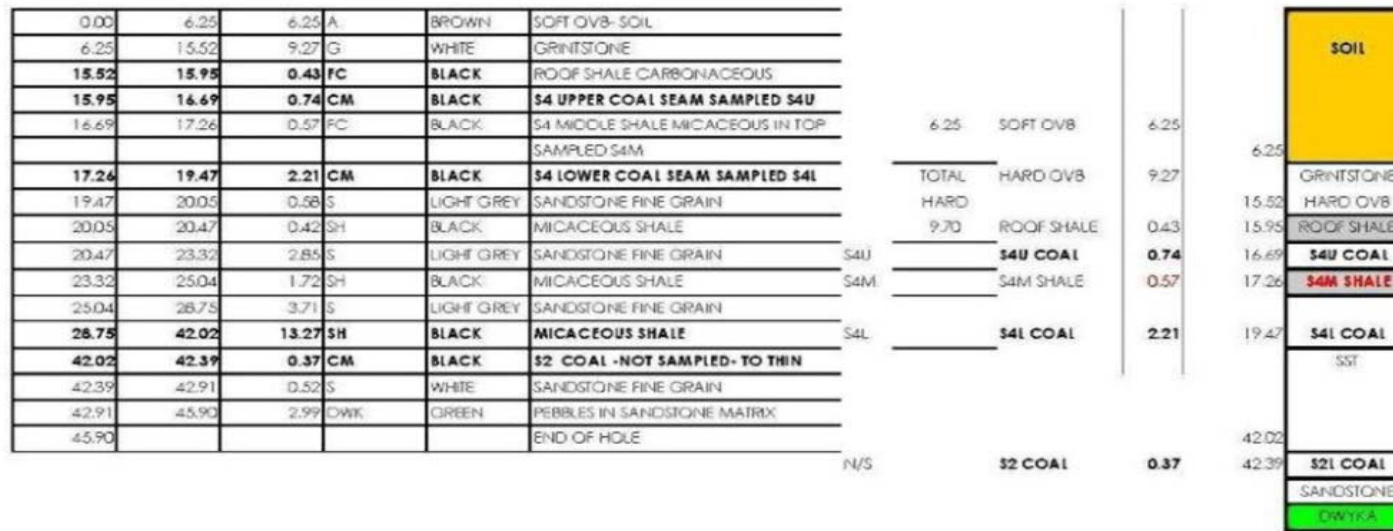 0.00 6.25 6.25 A BROWN SOFT OVB- SOIL
6.25 15.52 9.27 G WHITE GRINTSTONE
15.52 15.95 0.43 FC BLACK ROOF SHALE CARBONACEOUS
15.95 16.69 0.74 CM BLACK S4 UPPER COAL SEAM SAMPLED S4U
16.69 17.26 0.57 FC BLACK S4 MIDDLE SHALE MICACEOUS IN TOP
SAMPLED S4M
17.26 19.47 2.21 CM BLACK S4 LOWER COAL SEAM SAMPLED S4L
19.47 20.05 0.58 S LIGHT GREY SANDSTONE FINE GRAIN
20.05 20.47 0.42 SH BLACK MICACEOUS SHALE
20.47 23.32 2.85 S LIGHT GREY SANDSTONE FINE GRAIN
23.32 25.04 1.72 SH BLACK MICACEOUS SHALE
25.04 28.75 3.71 S LIGHT GREY SANDSTONE FINE GRAIN
28.75 42.02 13.27 SH BLACK MICACEOUS SHALE
42.02 42.39 0.37 CM BLACK S2 COAL -NOT SAMPLED- TO THIN
42.39 42.91 0.52 S WHITE SANDSTONE FINE GRAIN
42.91 45.90 2.99 DWK GREEN PEBBLES IN SANDSTONE MATRIX
45.90 END OF HOLE
6.25 SOFT OVB 6.25
TOTAL HARD OVB 9.27
HARD
9.70 ROOF SHALE 0.43
S4U S4U COAL 0.74
S4M S4M SHALE 0.57
S4L S4L COAL 2.21
N/S S2 COAL 0.37
SOIL
6.25
GRINTSTONE
15.52 HARD OVB
15.95 ROOF SHALE
16.69 S4U COAL
17.26 S4M SHALE
19.47 S4L COAL
SST
42.02
42.39 S2L COAL
SANDSTONE
DWYKA